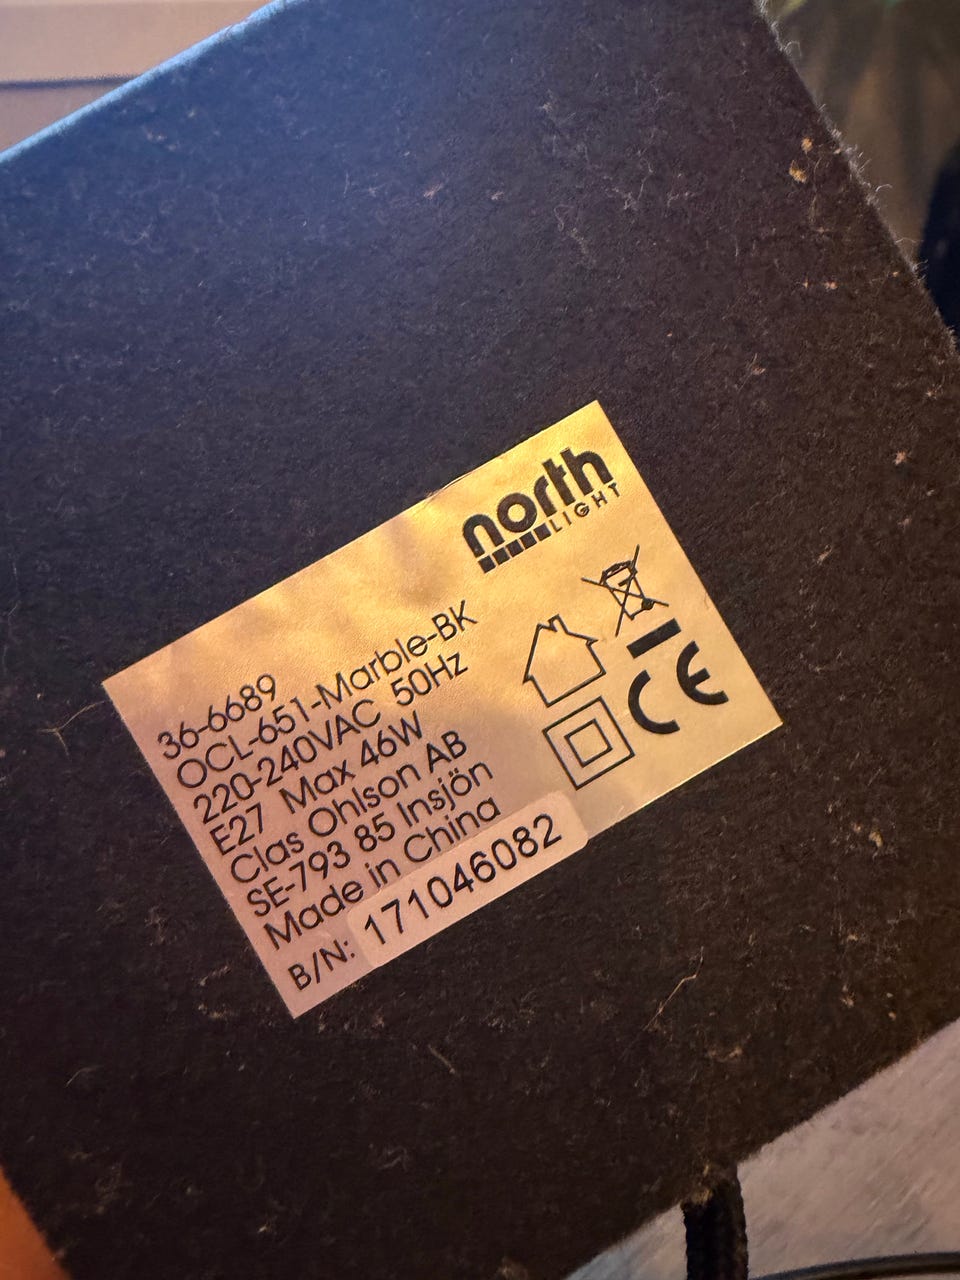 north
LIGHT
36-6689
OCL-651-Marble-BK
220-240VAC 50Hz
E27 Max 46W
Clas Ohlson AB
SE-793 85 Insjön
Made in China
B/N: 171046082
CE